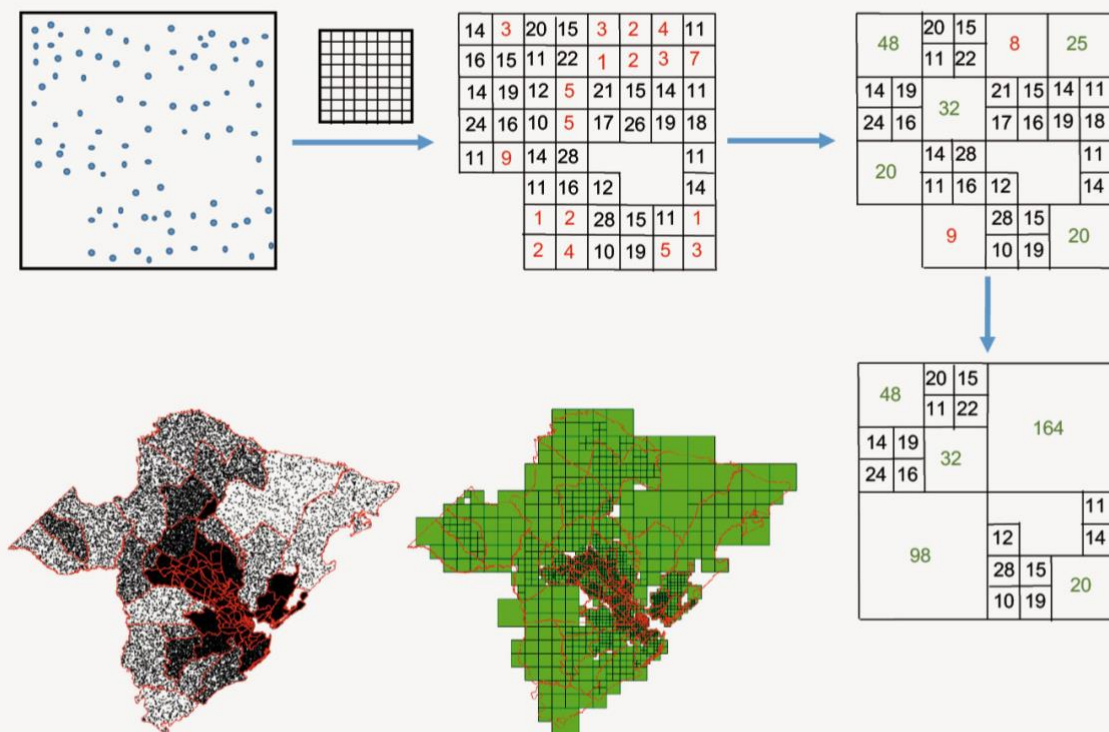 14 3 20 15 3 2 4 11
16 15 11 22 1 2 3 7
14 19 12 5 21 15 14 11
24 16 10 5 17 26 19 18
11 9 14 28 11
11 16 12 14
1 2 28 15 11 1
2 4 10 19 5 3
48 20 15 8 25
11 22
14 19 32 21 15 14 11
24 16 17 16 19 18
20 14 28 11
11 16 12 14
9 28 15 20
10 19
48 20 15 164
11 22
14 19 32
24 16
98 11
12 14
28 15 20
10 19